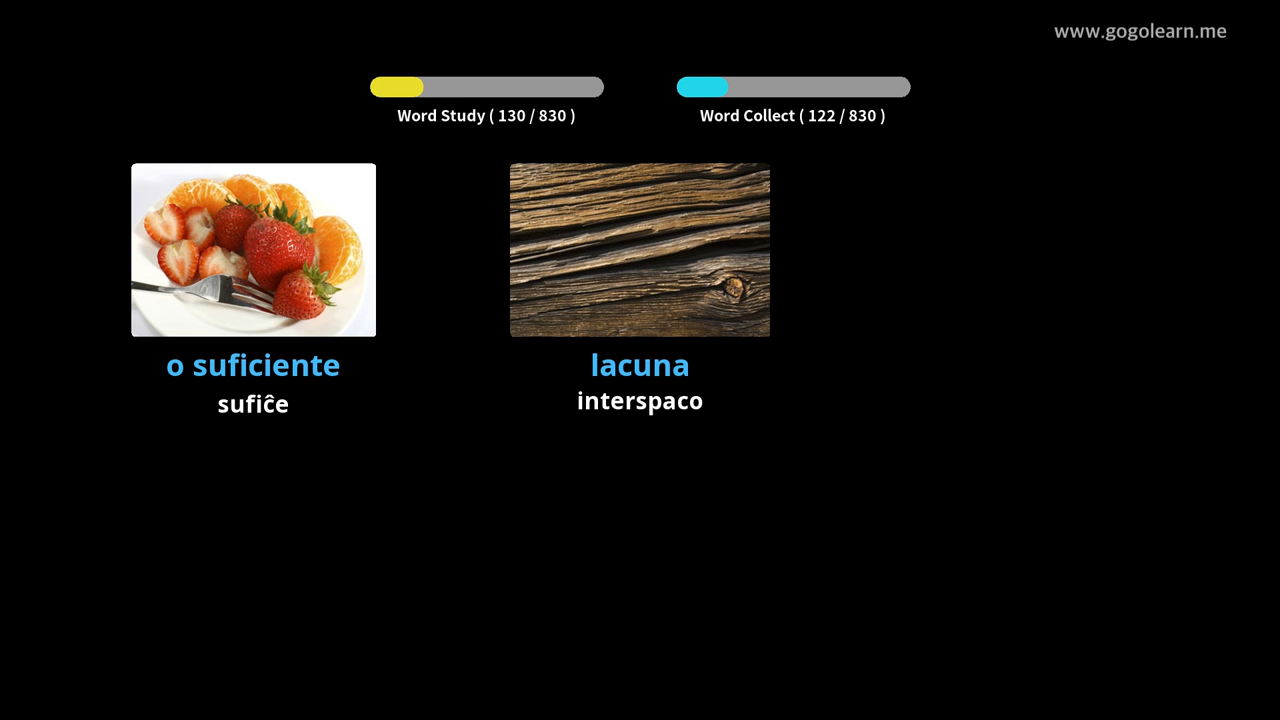 www.gogolearn.me
Word Study ( 130 / 830 )
Word Collect ( 122 / 830 )
o suficiente
sufiĉe
lacuna
interspaco